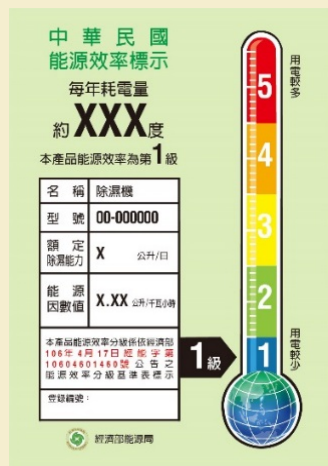 中華民國
能源效率標示
每年耗電量
約XXX度
本產品能源效率為第1級
名稱 除濕機
型號 00-000000
額定
除濕能力 X 公升/日
能源
因數值 X.XX 公升/千瓦小時
本產品能源效率分級係依經濟部
106年4月17日經能字第
10604601460號公告之
能源效率分級基準表標示
登錄編號：
經濟部能源局
用電較多
5
4
3
2
1
1級
用電較少